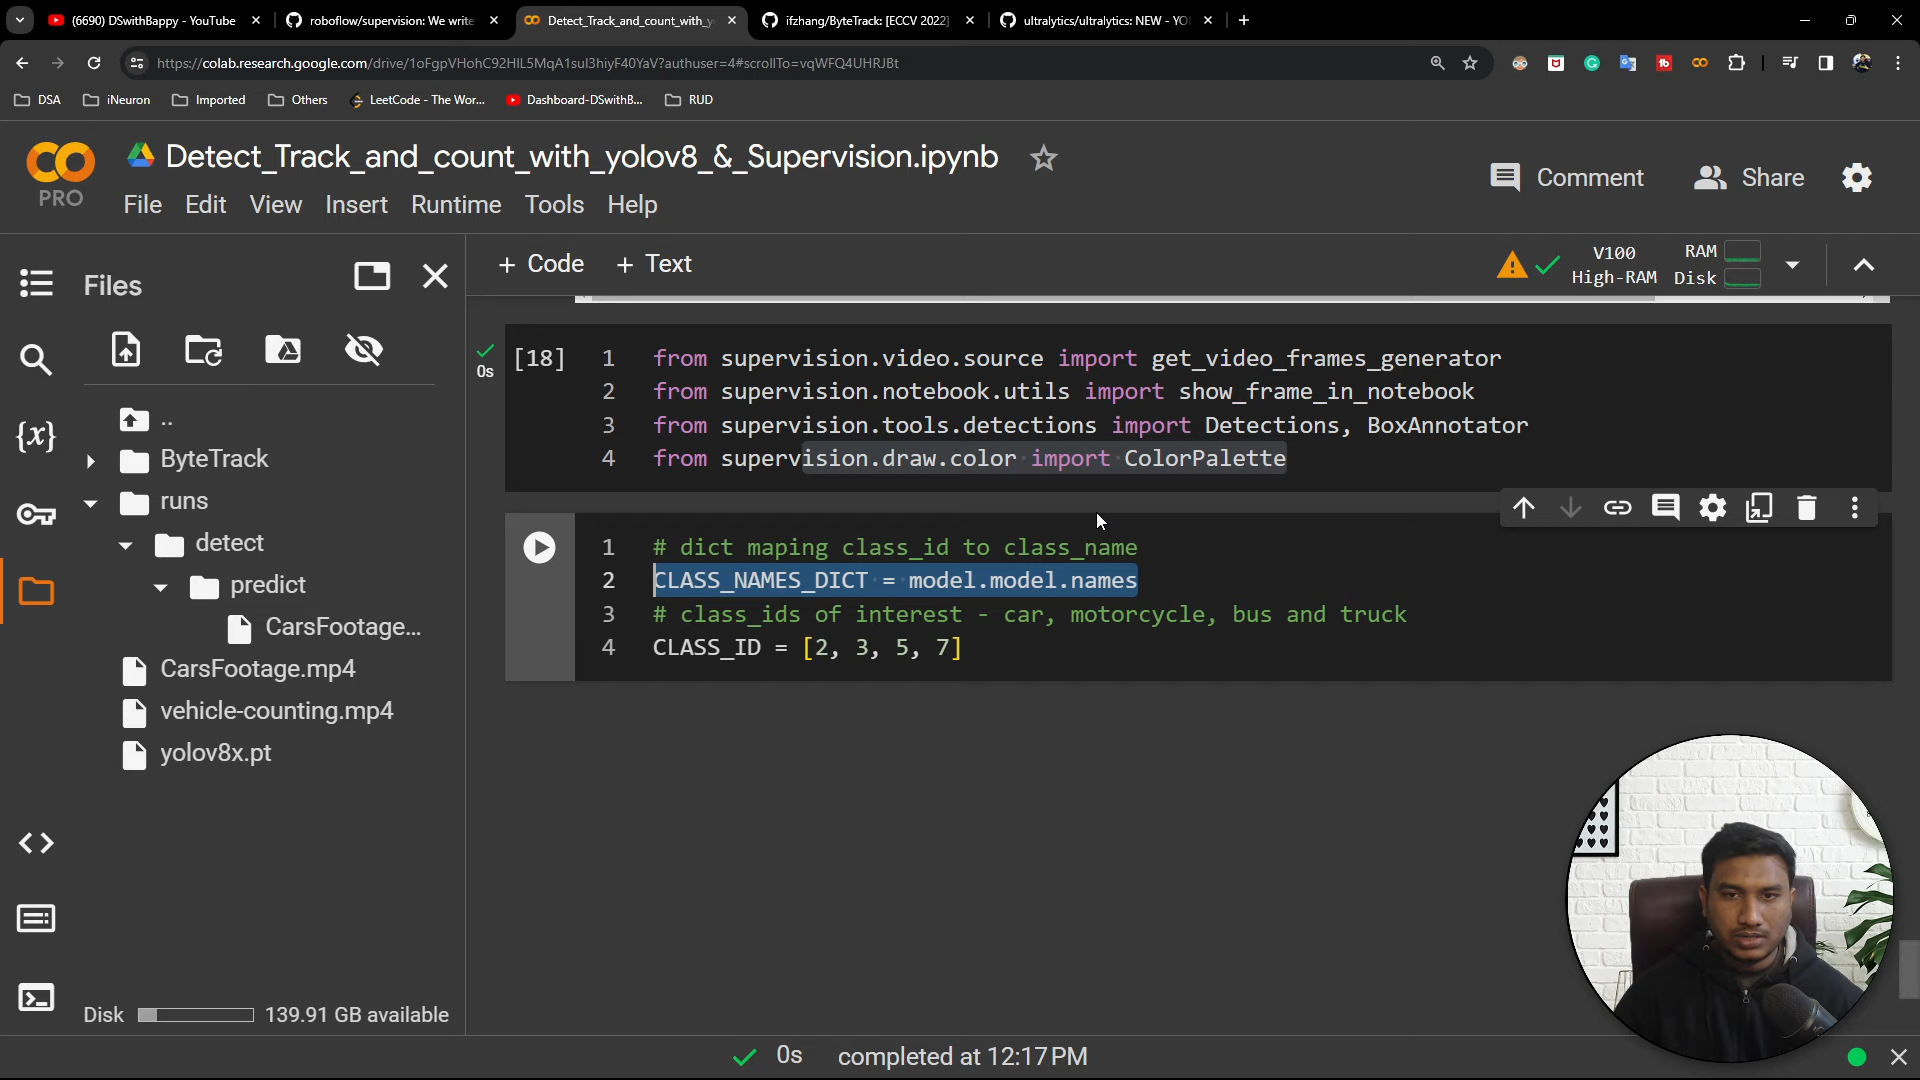 (6690) DSwithBappy - YouTube
roboflow/supervision: We write
Detect_Track_and_count_with_y
ifzhang/ByteTrack: [ECCV 2022]
ultralytics/ultralytics: NEW - YO
https://colab.research.google.com/drive/1oFgpVHohC92HIL5MqA1sul3hiyF40YaV?authuser=4#scrollTo=vqWFQ4UHRJBt
DSA
iNeuron
Imported
Others
LeetCode - The Wor...
Dashboard-DSwithB...
RUD
PRO
Detect_Track_and_count_with_yolov8_&_Supervision.ipynb
File Edit View Insert Runtime Tools Help
Comment
Share
Files
+ Code + Text
V100
High-RAM
RAM
Disk
{x}
..
ByteTrack
runs
detect
predict
CarsFootage...
CarsFootage.mp4
vehicle-counting.mp4
yolov8x.pt
Disk 139.91 GB available
0s
[18]
1 from supervision.video.source import get_video_frames_generator
2 from supervision.notebook.utils import show_frame_in_notebook
3 from supervision.tools.detections import Detections, BoxAnnotator
4 from supervision.draw.color import ColorPalette
1 # dict maping class_id to class_name
2 CLASS_NAMES_DICT = model.model.names
3 # class_ids of interest - car, motorcycle, bus and truck
4 CLASS_ID = [2, 3, 5, 7]
0s completed at 12:17 PM